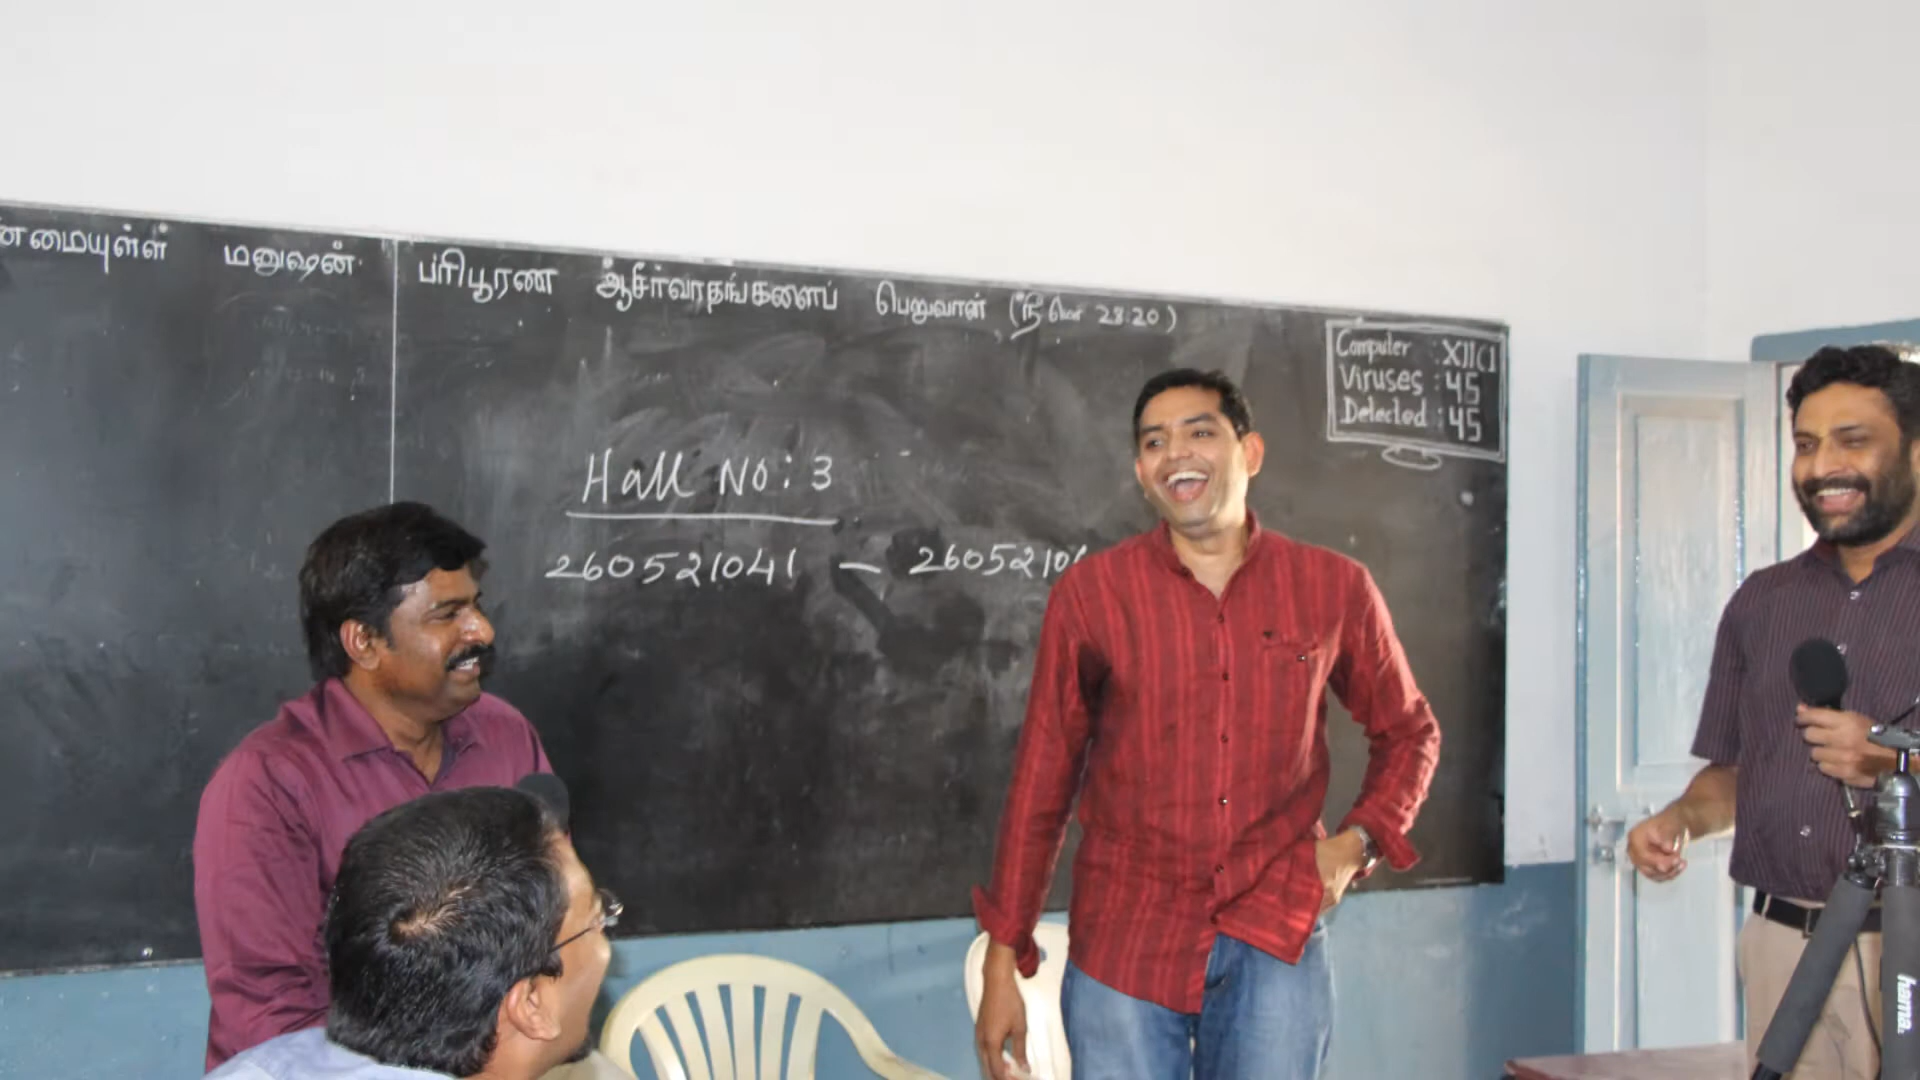 மனுஷன் பரிபூரண ஆசீர்வாதங்களைப் பெறுவான் (நீ மொ 28:20)
Computer : XII C1
Viruses : 45
Detected : 45
Hall No: 3
260521041 –
hama